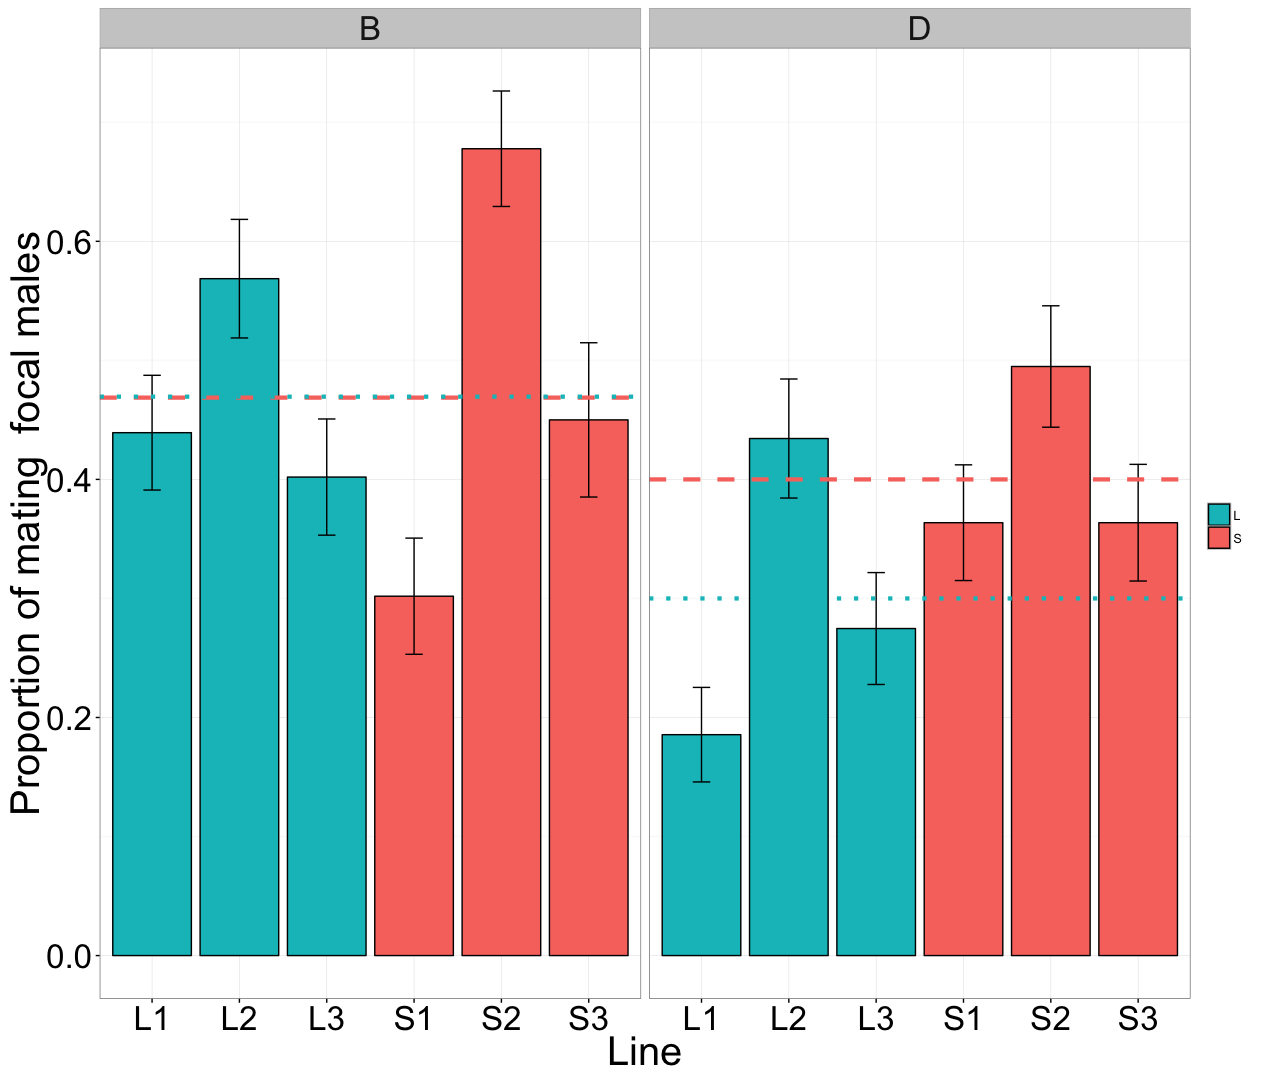 B
D
Proportion of mating  focal males
0.6
0.4
0.2
0.0
L1 L2 L3 S1 S2 S3
L1 L2 L3 S1 S2 S3
Line
L
S